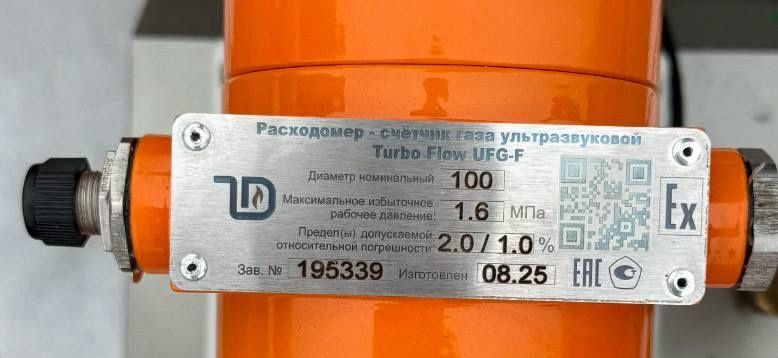 Расходомер - счётчик газа ультразвуковой
Turbo Flow UFG-F
Диаметр номинальный 100
Максимальное избыточное
рабочее давление: 1.6 МПа
Предел(ы) допускаемой
относительной погрешности 2.0 / 1.0 %
Зав. № 195339 Изготовлен 08.25
Ex
ЕАС